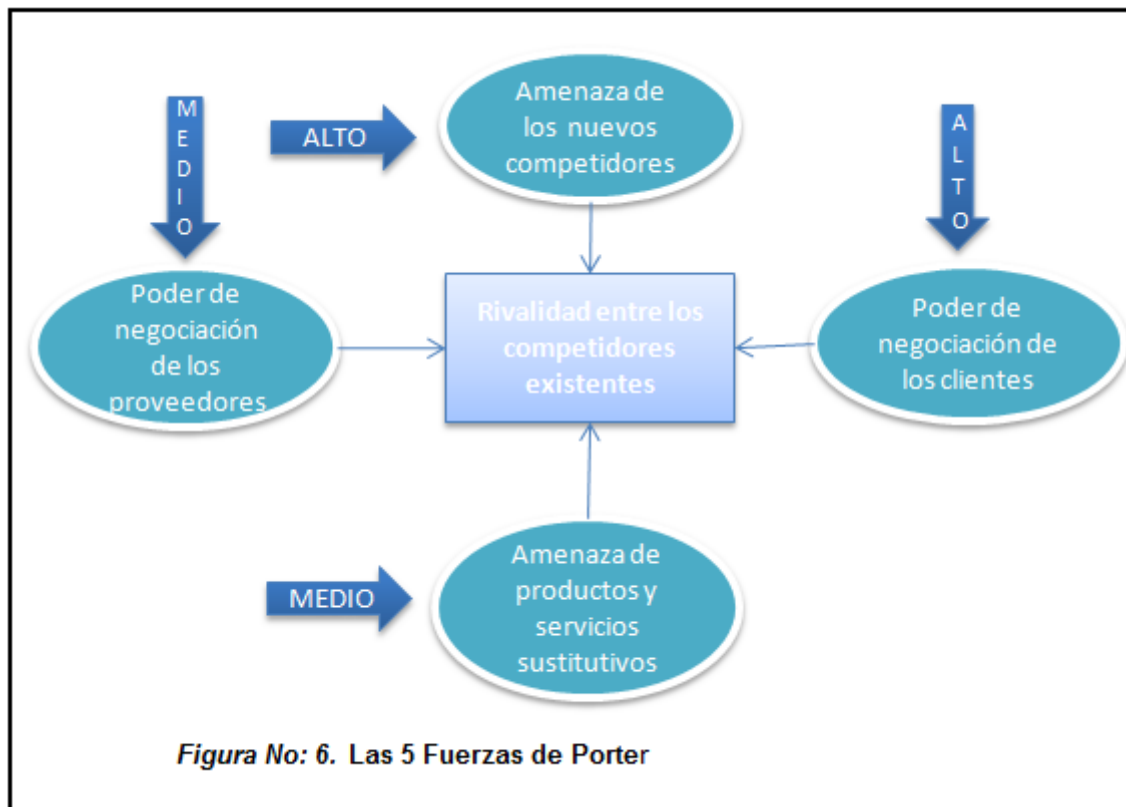 MEDIO
ALTO
Amenaza de
los nuevos
competidores
ALTO
Poder de
negociación
de los
proveedores
Rivalidad entre los
competidores
existentes
Poder de
negociación de
los clientes
MEDIO
Amenaza de
productos y
servicios
sustitutivos
Figura No: 6. Las 5 Fuerzas de Porter